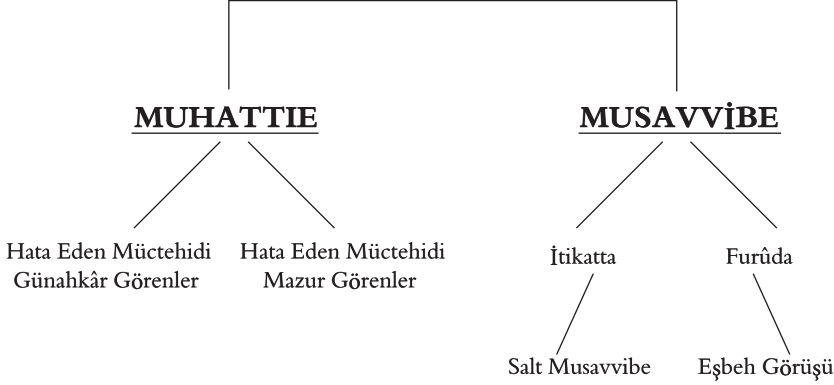 MUHATTIE
MUSAVVİBE
Hata Eden Müctehidi
Günahkâr Görenler
Hata Eden Müctehidi
Mazur Görenler
İtikatta
Furûda
Salt Musavvibe
Eşbeh Görüşü